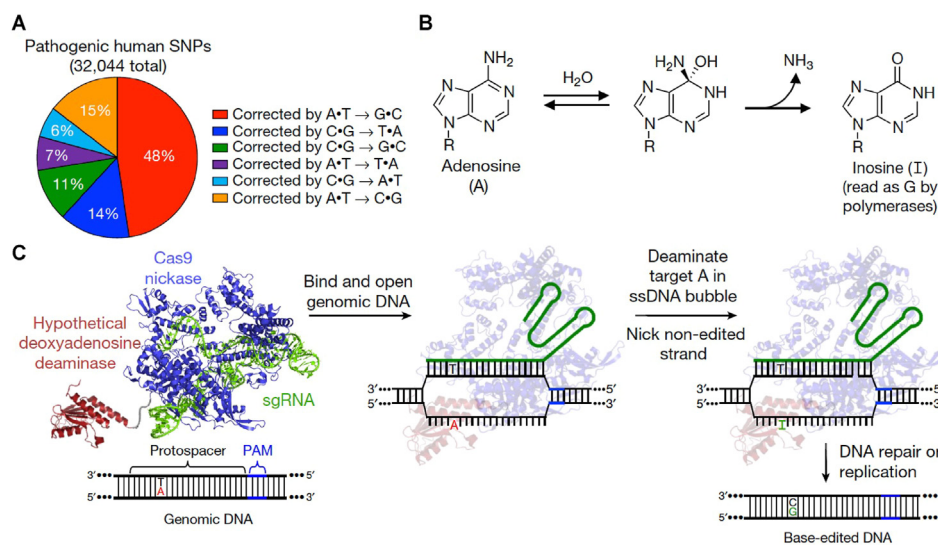 A
Pathogenic human SNPs
(32,044 total)
15%
6%
7%
11%
14%
48%
Corrected by A•T → G•C
Corrected by C•G → T•A
Corrected by C•G → G•C
Corrected by A•T → T•A
Corrected by C•G → A•T
Corrected by A•T → C•G
B
NH2
N
N
N
N
R
Adenosine
(A)
H2O
H2N
OH
N
NH
N
N
R
NH3
O
N
NH
N
N
R
Inosine (I)
(read as G by
polymerases)
C
Cas9
nickase
Hypothetical
deoxyadenosine
deaminase
sgRNA
Protospacer
PAM
3′
5′
T
A
5′
3′
Genomic DNA
Bind and open
genomic DNA
T
3′
5′
5′
3′
A
Deaminate
target A in
ssDNA bubble
Nick non-edited
strand
T
3′
5′
5′
3′
I
DNA repair or
replication
3′
5′
C
G
5′
3′
Base-edited DNA